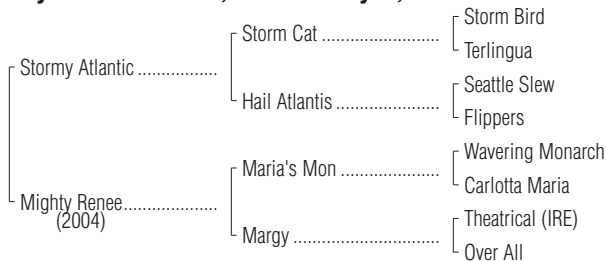 Storm Bird
Storm Cat
Terlingua
Stormy Atlantic
Seattle Slew
Hail Atlantis
Flippers
Wavering Monarch
Maria's Mon
Carlotta Maria
Mighty Renee
(2004)
Theatrical (IRE)
Margy
Over All